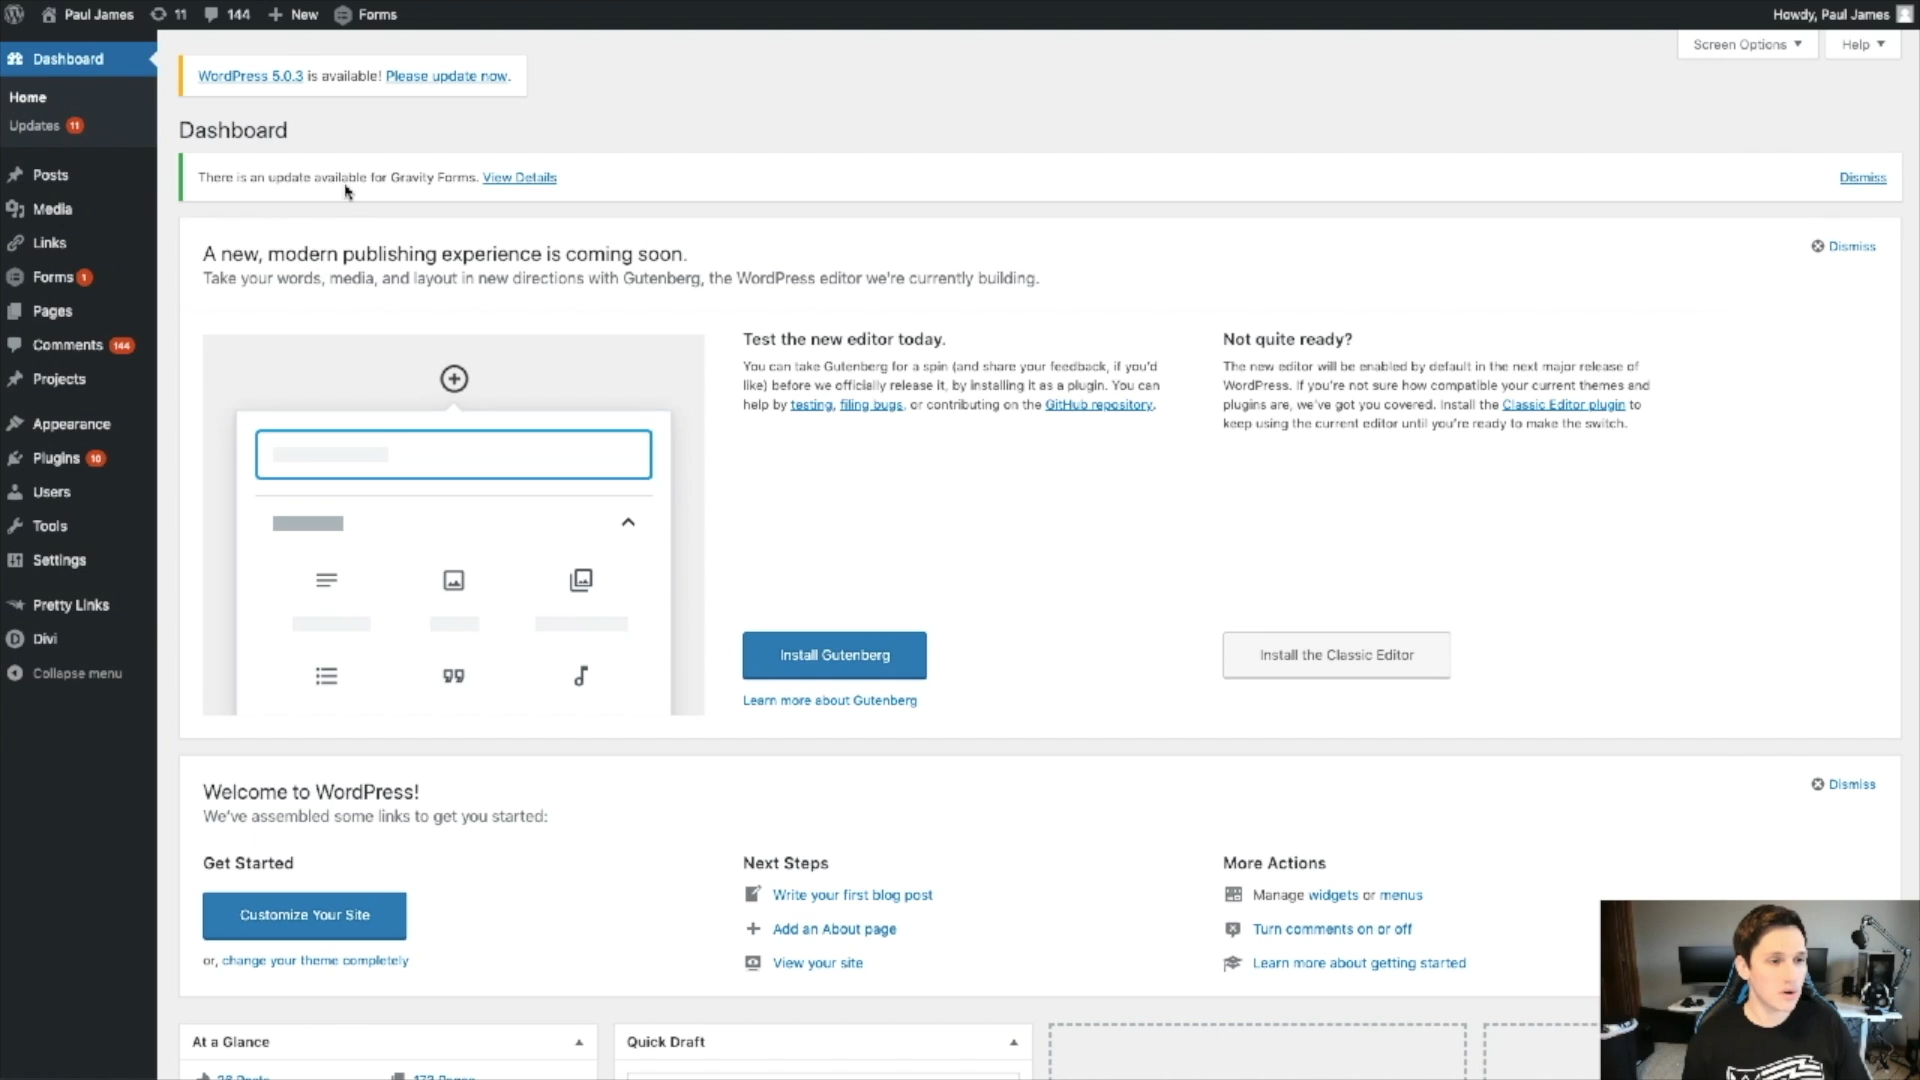 Paul James 11 144 New Forms Howdy, Paul James
Dashboard
Home
Updates 11
Posts
Media
Links
Forms 1
Pages
Comments 144
Projects
Appearance
Plugins 10
Users
Tools
Settings
Pretty Links
Divi
Collapse menu
Screen Options Help
WordPress 5.0.3 is available! Please update now.
Dashboard
There is an update available for Gravity Forms. View Details Dismiss
A new, modern publishing experience is coming soon.
Dismiss
Take your words, media, and layout in new directions with Gutenberg, the WordPress editor we're currently building.
Test the new editor today.
You can take Gutenberg for a spin (and share your feedback, if you'd
like) before we officially release it, by installing it as a plugin. You can
help by testing, filing bugs, or contributing on the GitHub repository.
Install Gutenberg
Learn more about Gutenberg
Not quite ready?
The new editor will be enabled by default in the next major release of
WordPress. If you're not sure how compatible your current themes and
plugins are, we've got you covered. Install the Classic Editor plugin to
keep using the current editor until you're ready to make the switch.
Install the Classic Editor
Welcome to WordPress!
Dismiss
We've assembled some links to get you started:
Get Started
Customize Your Site
or, change your theme completely
Next Steps
Write your first blog post
Add an About page
View your site
More Actions
Manage widgets or menus
Turn comments on or off
Learn more about getting started
At a Glance
Quick Draft